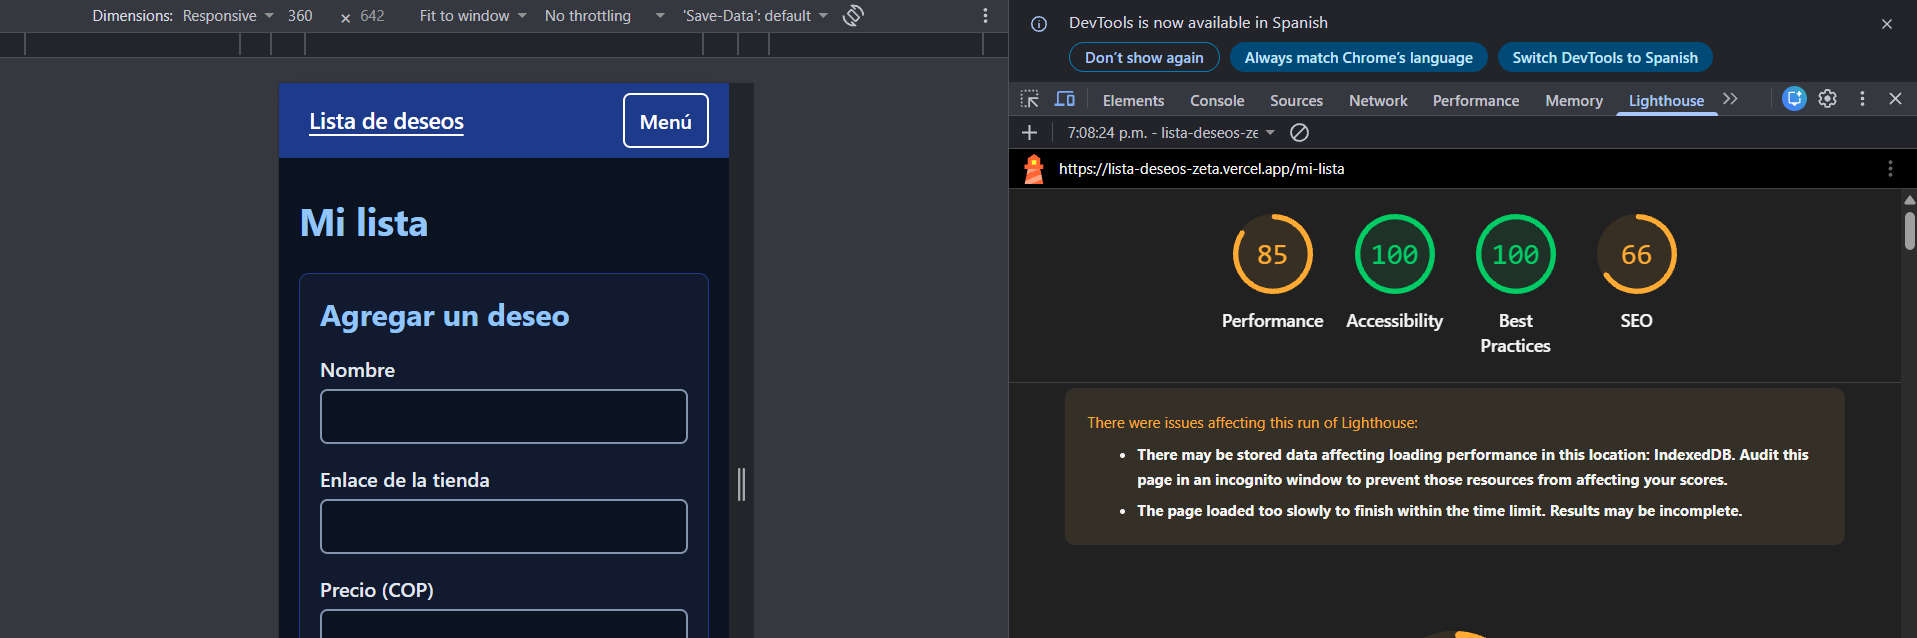 Dimensions: Responsive 360 × 642 Fit to window No throttling 'Save-Data': default
Lista de deseos
Menú
Mi lista
Agregar un deseo
Nombre
Enlace de la tienda
Precio (COP)
DevTools is now available in Spanish
Don't show again Always match Chrome's language Switch DevTools to Spanish
Elements Console Sources Network Performance Memory Lighthouse
7:08:24 p.m. - lista-deseos-ze
https://lista-deseos-zeta.vercel.app/mi-lista
85 100 100 66
Performance Accessibility Best Practices SEO
There were issues affecting this run of Lighthouse:
• There may be stored data affecting loading performance in this location: IndexedDB. Audit this
page in an incognito window to prevent those resources from affecting your scores.
• The page loaded too slowly to finish within the time limit. Results may be incomplete.